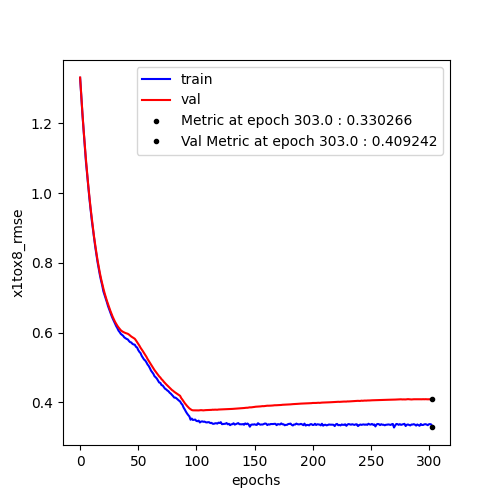 train
val
Metric at epoch 303.0 : 0.330266
Val Metric at epoch 303.0 : 0.409242
1.2
1.0
0.8
0.6
0.4
x1tox8_rmse
0 50 100 150 200 250 300
epochs